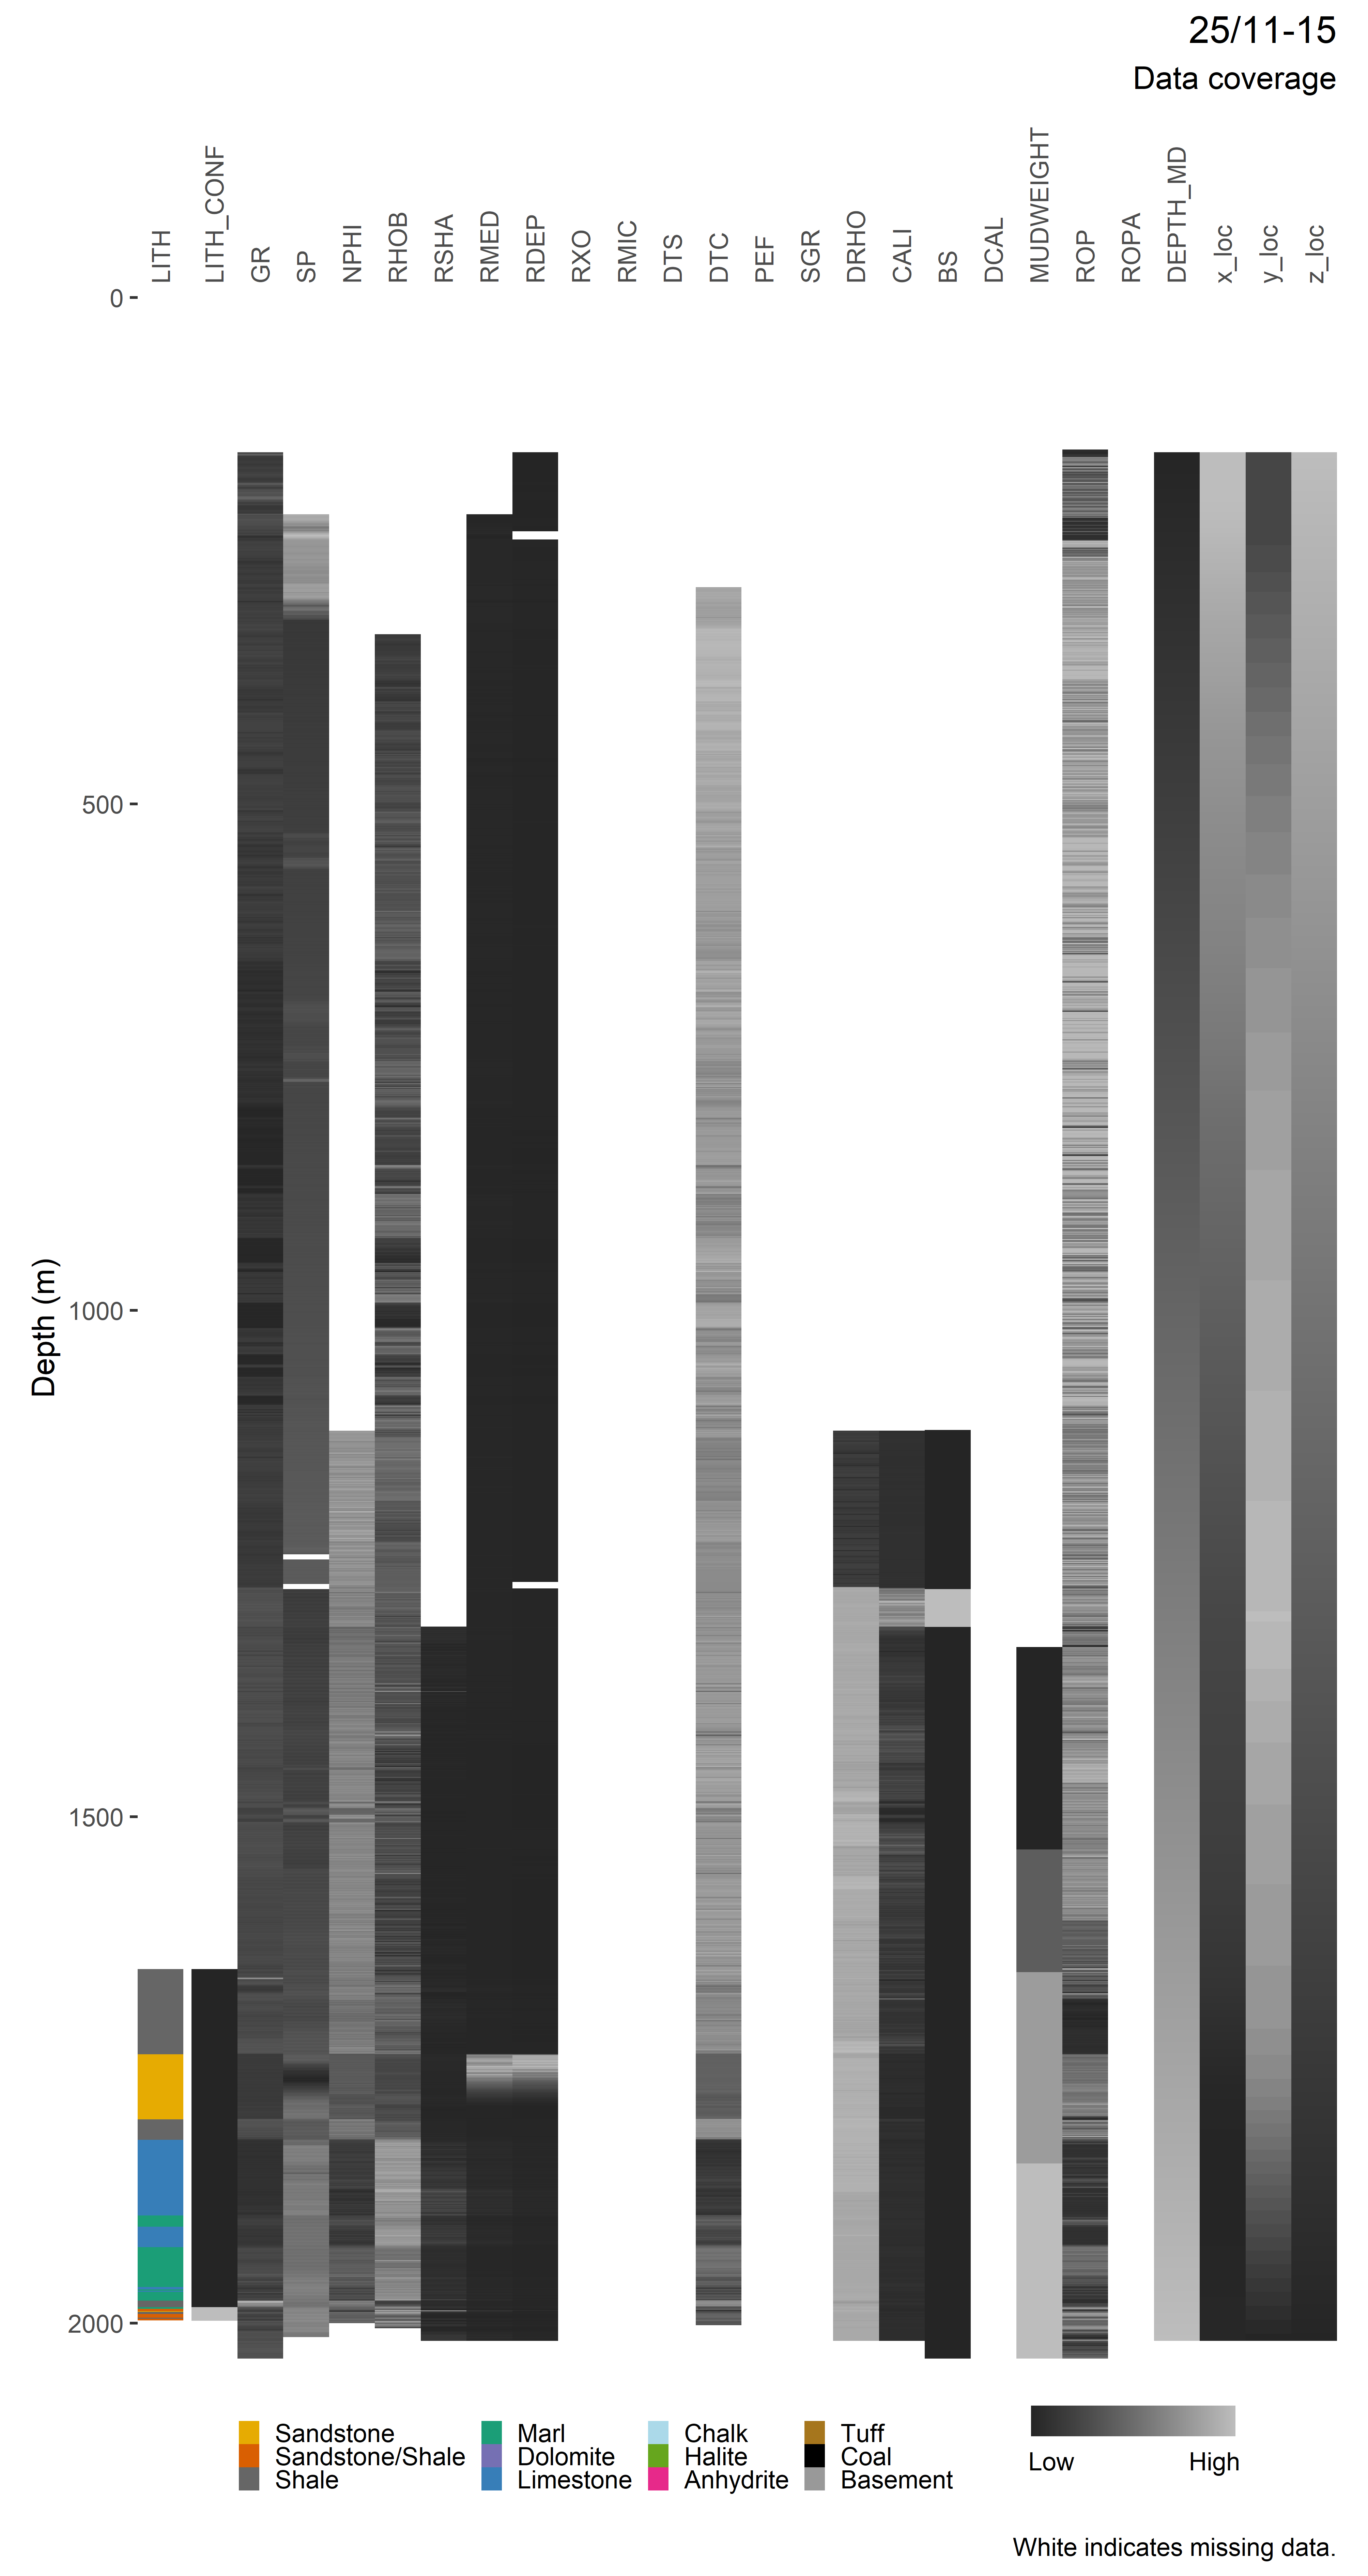 25/11-15
Data coverage
LITH
LITH_CONF
GR
SP
NPHI
RHOB
RSHA
RMED
RDEP
RXO
RMIC
DTS
DTC
PEF
SGR
DRHO
CALI
BS
DCAL
MUDWEIGHT
ROP
ROPA
DEPTH_MD
x_loc
y_loc
z_loc
0
500
1000
1500
2000
Depth (m)
Sandstone
Sandstone/Shale
Shale
Marl
Dolomite
Limestone
Chalk
Halite
Anhydrite
Tuff
Coal
Basement
Low High
White indicates missing data.